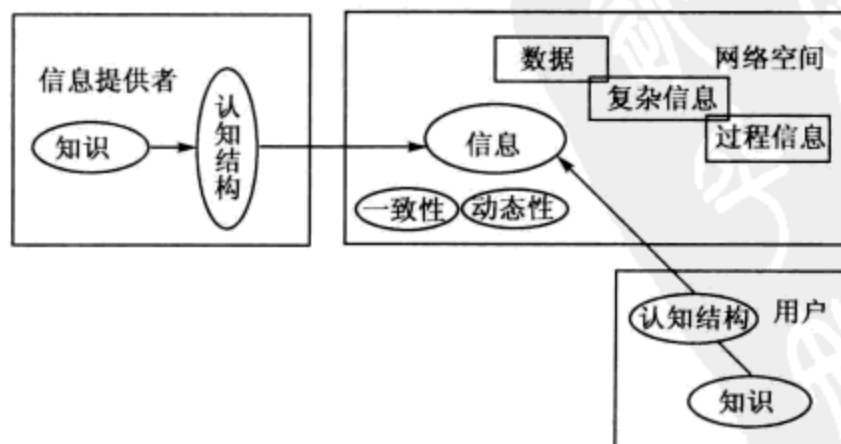 信息提供者
知识
认知结构
网络空间
数据
复杂信息
过程信息
信息
一致性
动态性
用户
认知结构
知识